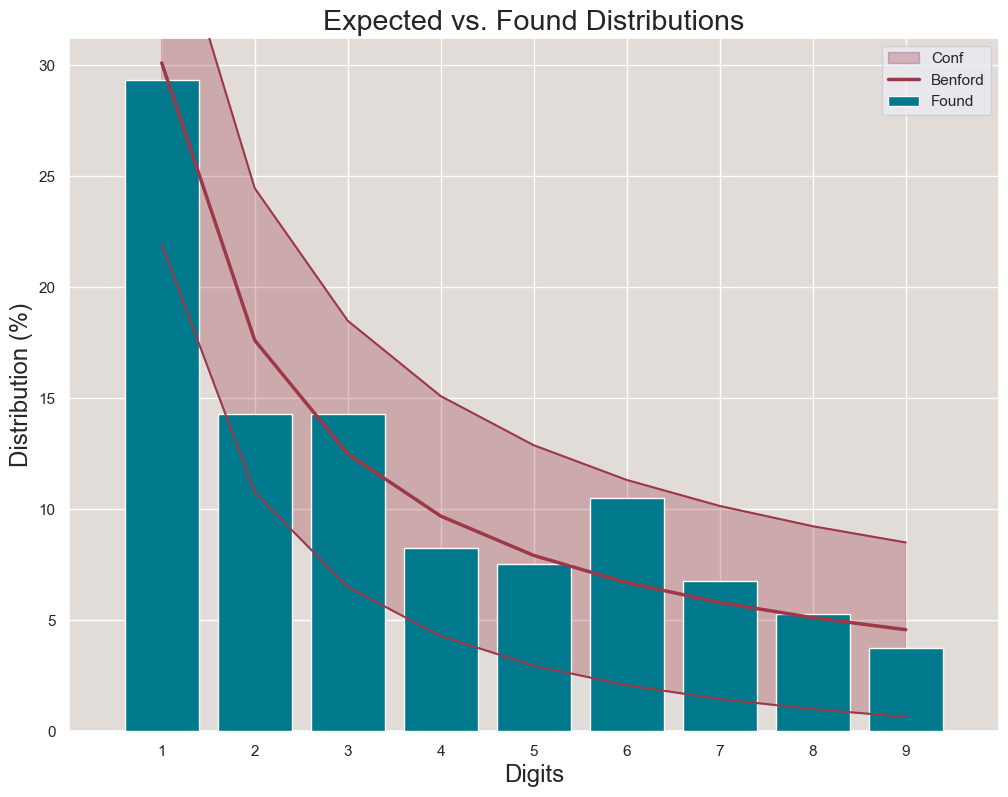 Expected vs. Found Distributions
Conf
Benford
Found
Distribution (%)
30
25
20
15
10
5
0
1 2 3 4 5 6 7 8 9
Digits